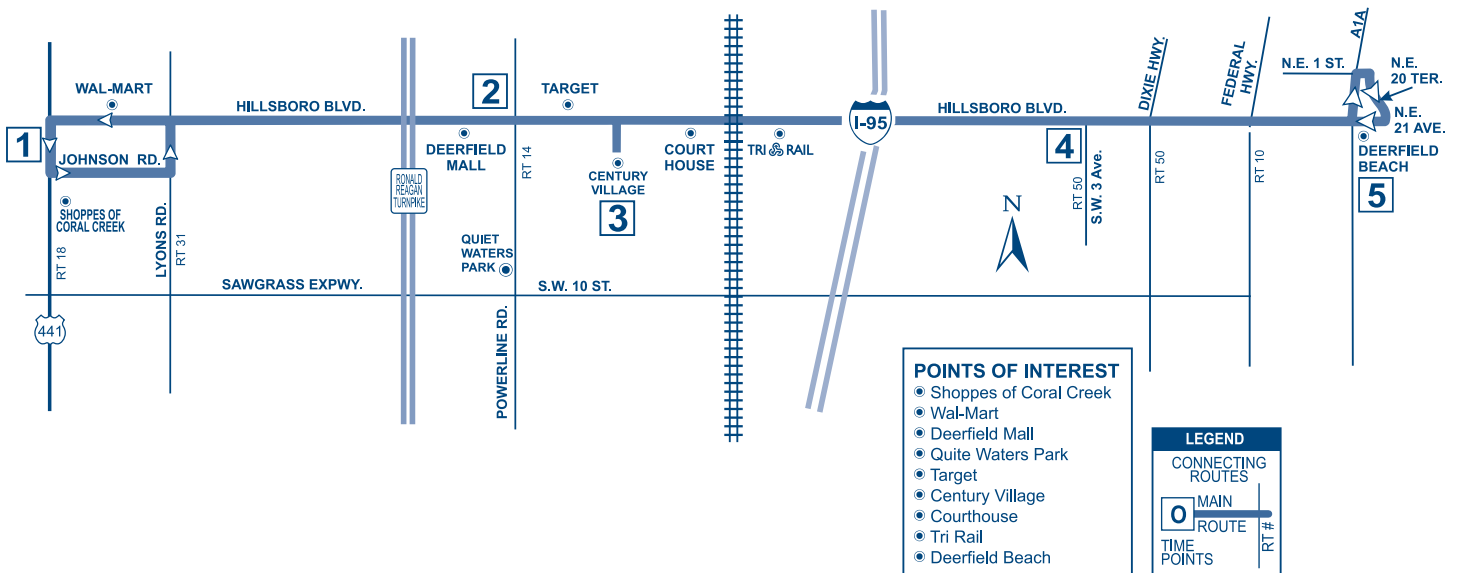 A1A
DIXIE HWY.
FEDERAL
HWY.
N.E. 1 ST.
N.E.
20 TER.
N.E.
21 AVE.
WAL-MART
2
TARGET
HILLSBORO BLVD.
I-95
HILLSBORO BLVD.
1
JOHNSON RD.
DEERFIELD
MALL
RT 14
CENTURY
VILLAGE
3
COURT
HOUSE
TRI RAIL
4
DEERFIELD
BEACH
5
RONALD
REAGAN
TURNPIKE
SHOPPES OF
CORAL CREEK
RT 18
LYONS RD.
RT 31
QUIET
WATERS
PARK
RT 50
S.W. 3 Ave.
RT 50
RT 10
N
SAWGRASS EXPWY.
S.W. 10 ST.
441
POWERLINE RD.
POINTS OF INTEREST
Shoppes of Coral Creek
Wal-Mart
Deerfield Mall
Quite Waters Park
Target
Century Village
Courthouse
Tri Rail
Deerfield Beach
LEGEND
CONNECTING
ROUTES
O
MAIN
ROUTE
TIME
POINTS
RT #